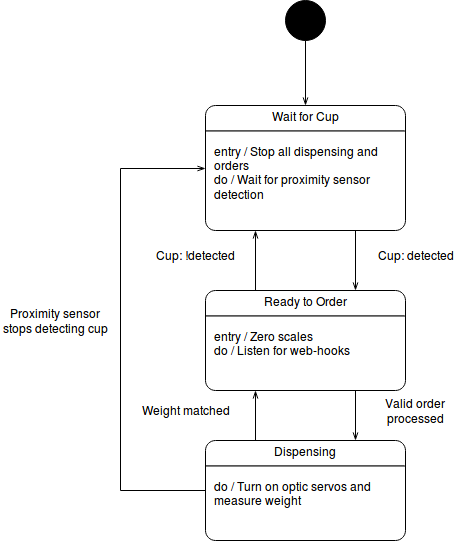 Wait for Cup
entry / Stop all dispensing and
orders
do / Wait for proximity sensor
detection
Cup: !detected
Cup: detected
Ready to Order
entry / Zero scales
do / Listen for web-hooks
Proximity sensor
stops detecting cup
Weight matched
Valid order
processed
Dispensing
do / Turn on optic servos and
measure weight